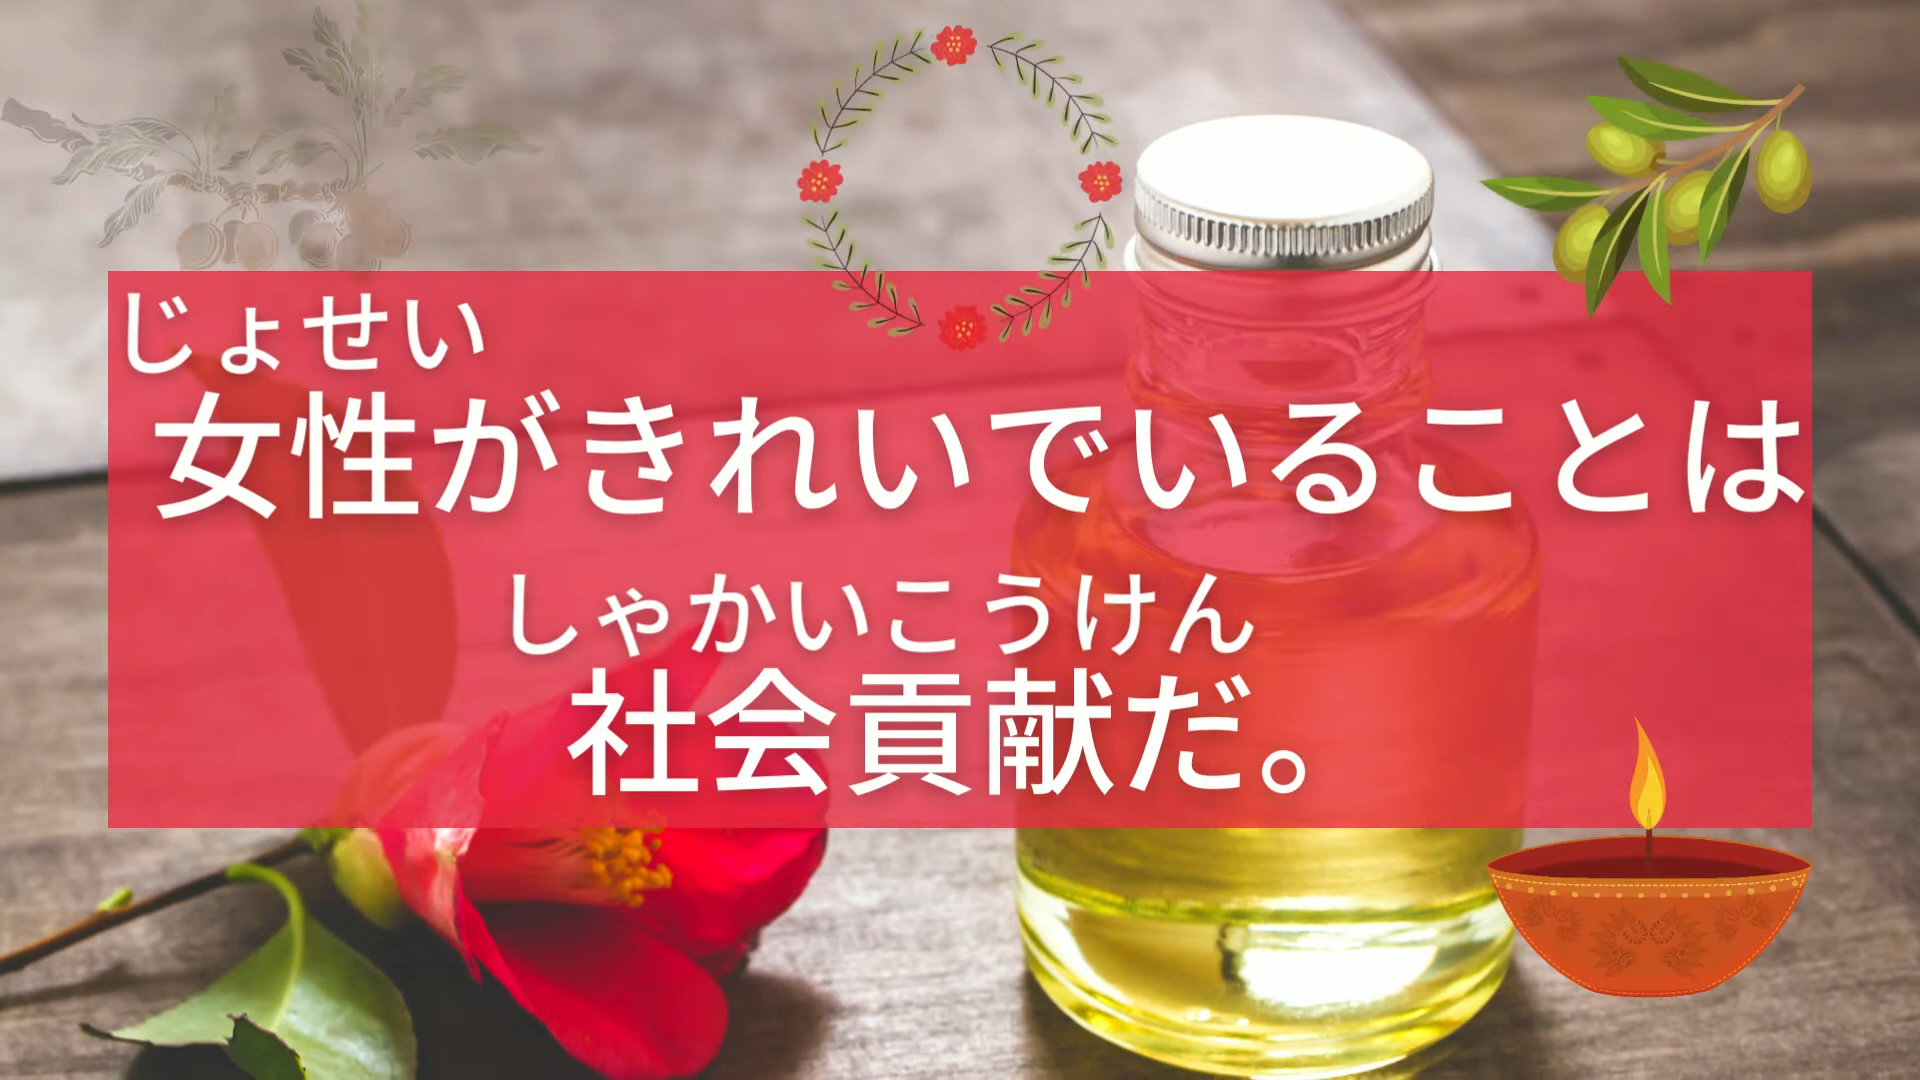 じょせい
女性がきれいでいることは
しゃかいこうけん
社会貢献だ。